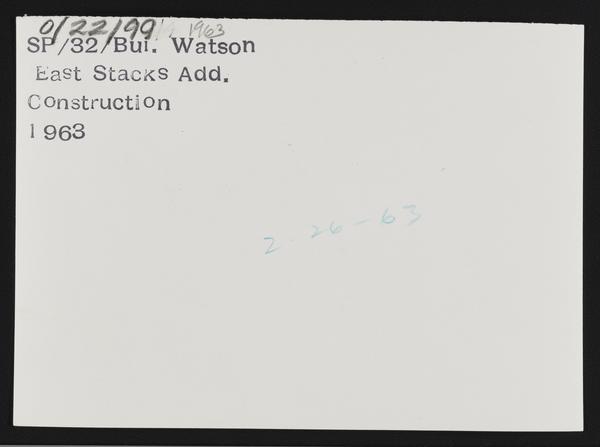 0/22/99/ 1963
SP/32/Bui. Watson
East Stacks Add.
Construction
1963
2-26-63